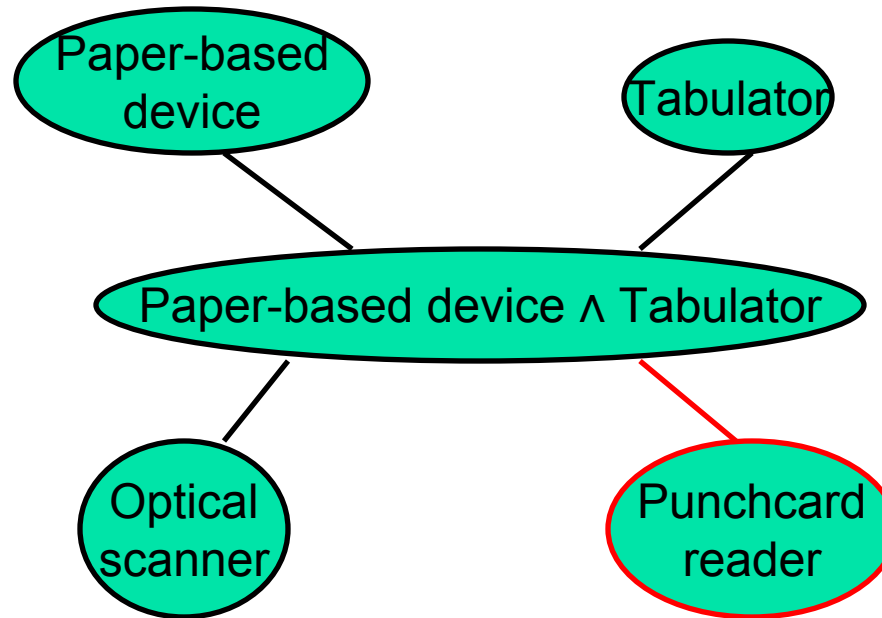 Paper-based
device
Tabulator
Paper-based device ∧ Tabulator
Optical
scanner
Punchcard
reader